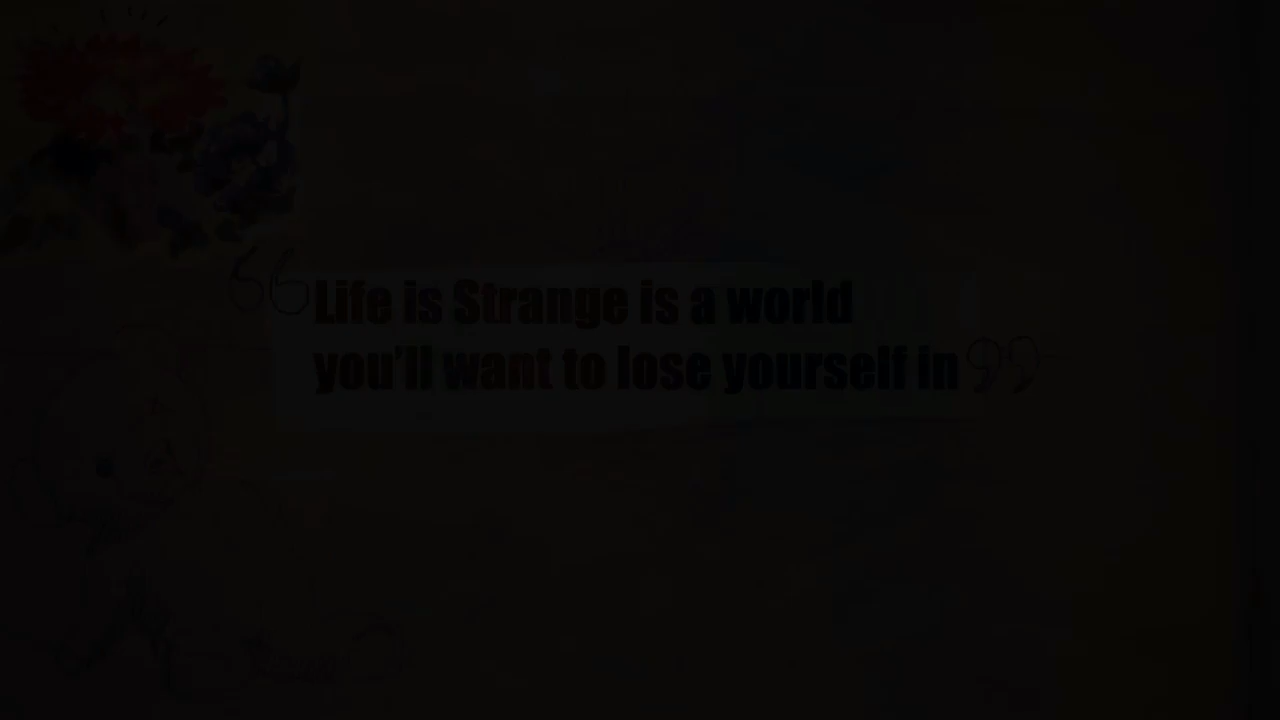 “Life is Strange is a world
you’ll want to lose yourself in”